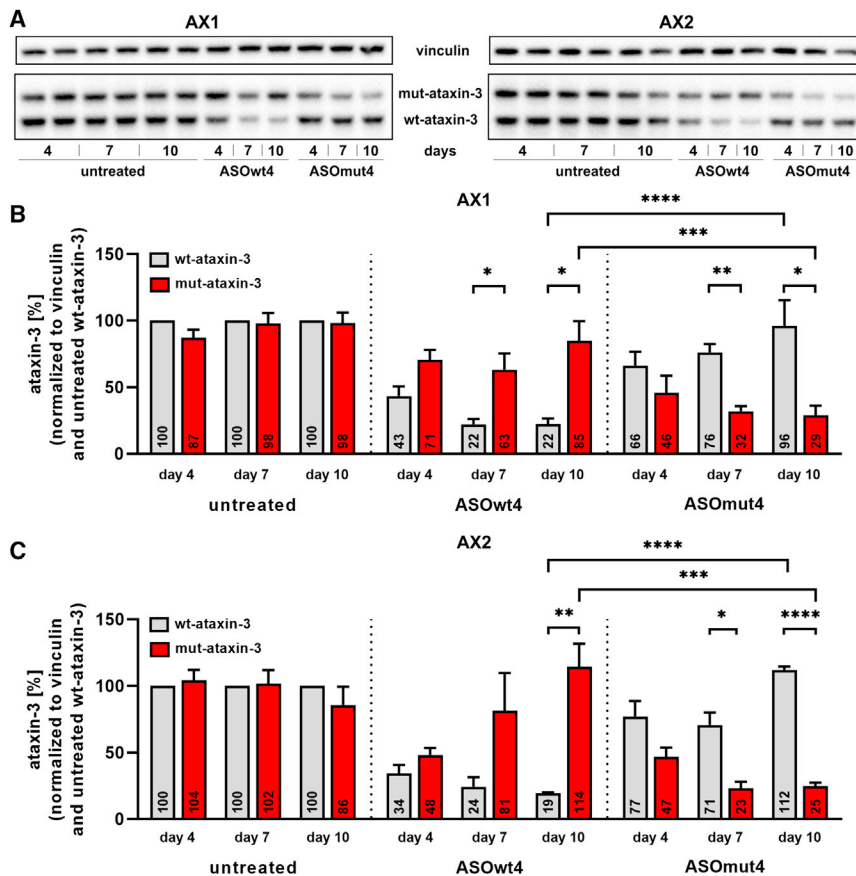 A
AX1
AX2
vinculin
mut-ataxin-3
wt-ataxin-3
4 | 7 | 10 | 4 | 7 | 10 | 4 | 7 | 10
days
4 | 7 | 10 | 4 | 7 | 10 | 4 | 7 | 10
untreated ASOwt4 ASOmut4
untreated ASOwt4 ASOmut4
B
AX1
ataxin-3 [%]
(normalized to vinculin
and untreated wt-ataxin-3)
150
100
50
0
wt-ataxin-3
mut-ataxin-3
****
***
* * ** *
100 87 100 98 100 98 43 71 22 63 22 85 66 46 76 32 96 29
day 4 day 7 day 10 day 4 day 7 day 10 day 4 day 7 day 10
untreated ASOwt4 ASOmut4
C
AX2
ataxin-3 [%]
(normalized to vinculin
and untreated wt-ataxin-3)
150
100
50
0
wt-ataxin-3
mut-ataxin-3
****
***
** * ****
100 104 100 102 100 86 34 48 24 81 19 114 77 47 71 23 112 25
day 4 day 7 day 10 day 4 day 7 day 10 day 4 day 7 day 10
untreated ASOwt4 ASOmut4